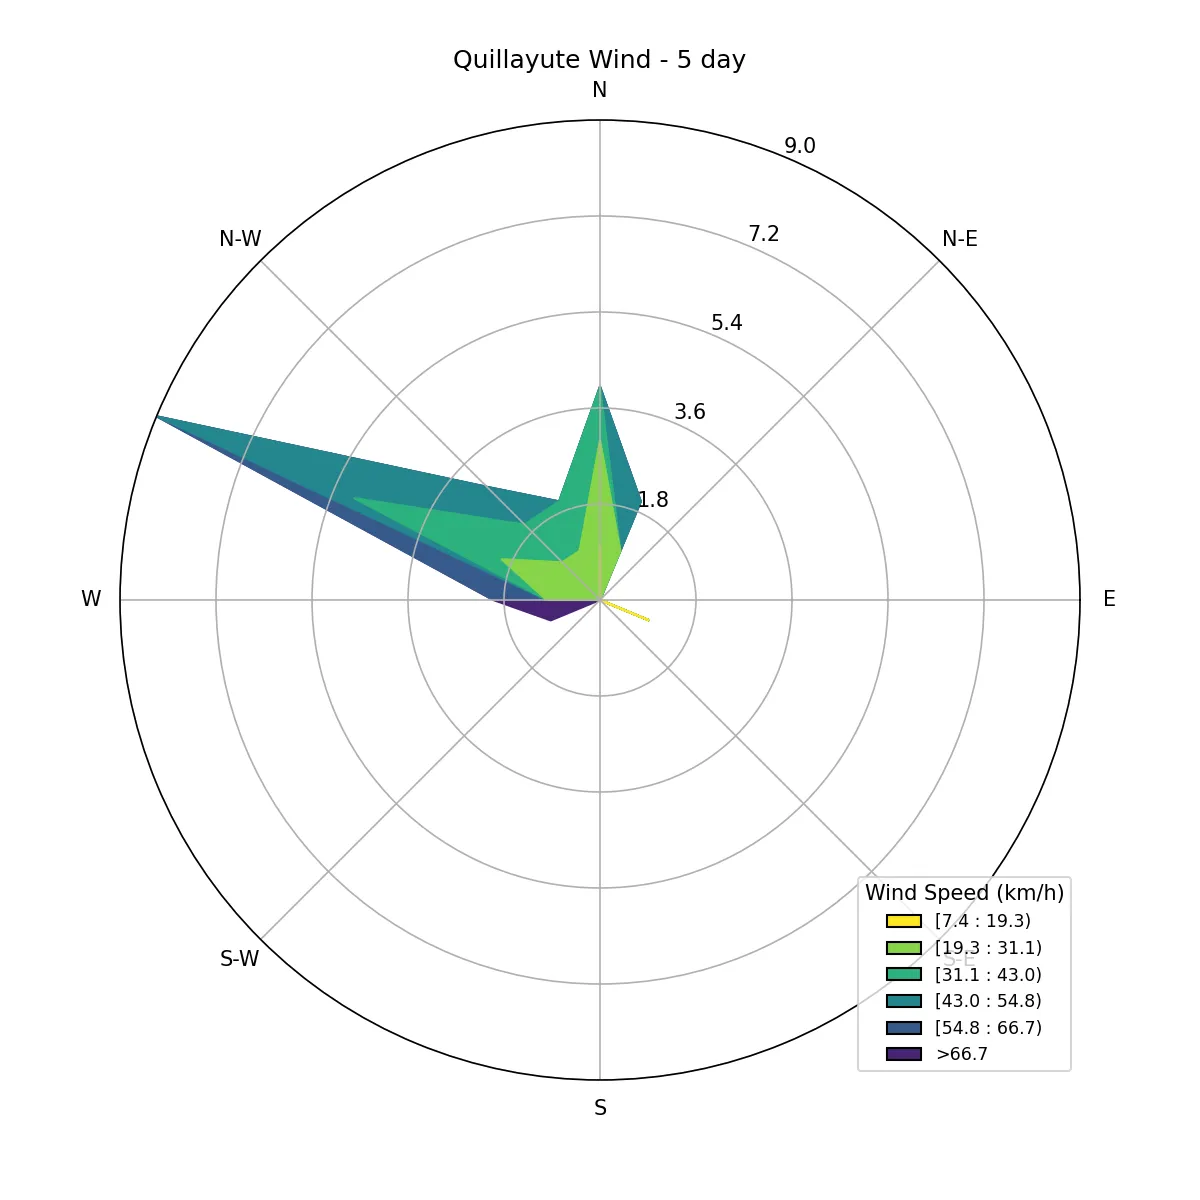 Quillayute Wind - 5 day
N
9.0
N-W
7.2
N-E
5.4
3.6
1.8
W
E
S-W
S-E
S
Wind Speed (km/h)
[7.4 : 19.3)
[19.3 : 31.1)
[31.1 : 43.0)
[43.0 : 54.8)
[54.8 : 66.7)
>66.7